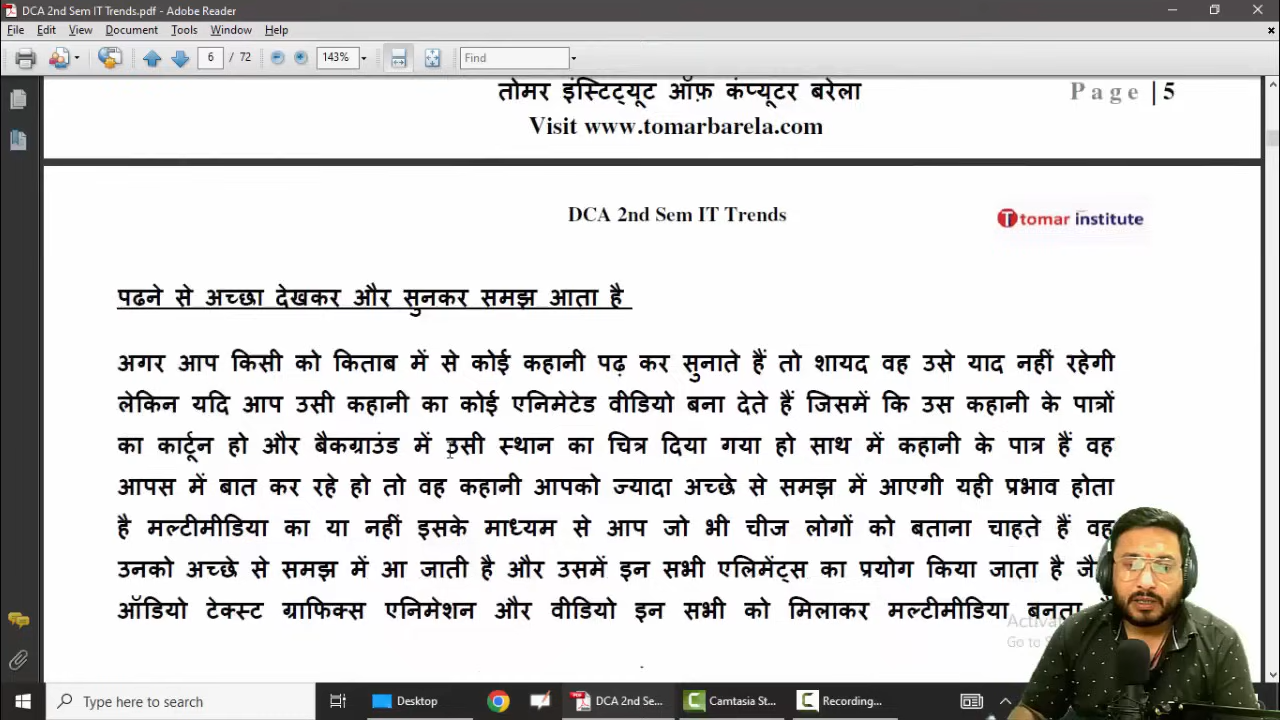 DCA 2nd Sem IT Trends.pdf - Adobe Reader
File Edit View Document Tools Window Help
6 / 72 143% Find
तोमर इंस्टिट्यूट ऑफ़ कंप्यूटर बरेला
Page | 5
Visit www.tomarbarela.com
DCA 2nd Sem IT Trends
T tomar institute
पढने से अच्छा देखकर और सुनकर समझ आता है
अगर आप किसी को किताब में से कोई कहानी पढ़ कर सुनाते हैं तो शायद वह उसे याद नहीं रहेगी
लेकिन यदि आप उसी कहानी का कोई एनिमेटेड वीडियो बना देते हैं जिसमें कि उस कहानी के पात्रों
का कार्टून हो और बैकग्राउंड में उसी स्थान का चित्र दिया गया हो साथ में कहानी के पात्र हैं वह
आपस में बात कर रहे हो तो वह कहानी आपको ज्यादा अच्छे से समझ में आएगी यही प्रभाव होता
है मल्टीमीडिया का या नहीं इसके माध्यम से आप जो भी चीज लोगों को बताना चाहते हैं वह
उनको अच्छे से समझ में आ जाती है और उसमें इन सभी एलिमेंट्स का प्रयोग किया जाता है
ऑडियो टेक्स्ट ग्राफिक्स एनिमेशन और वीडियो इन सभी को मिलाकर मल्टीमीडिया बनता
Go to
Type here to search
Desktop
DCA 2nd Se...
Camtasia St...
Recording...